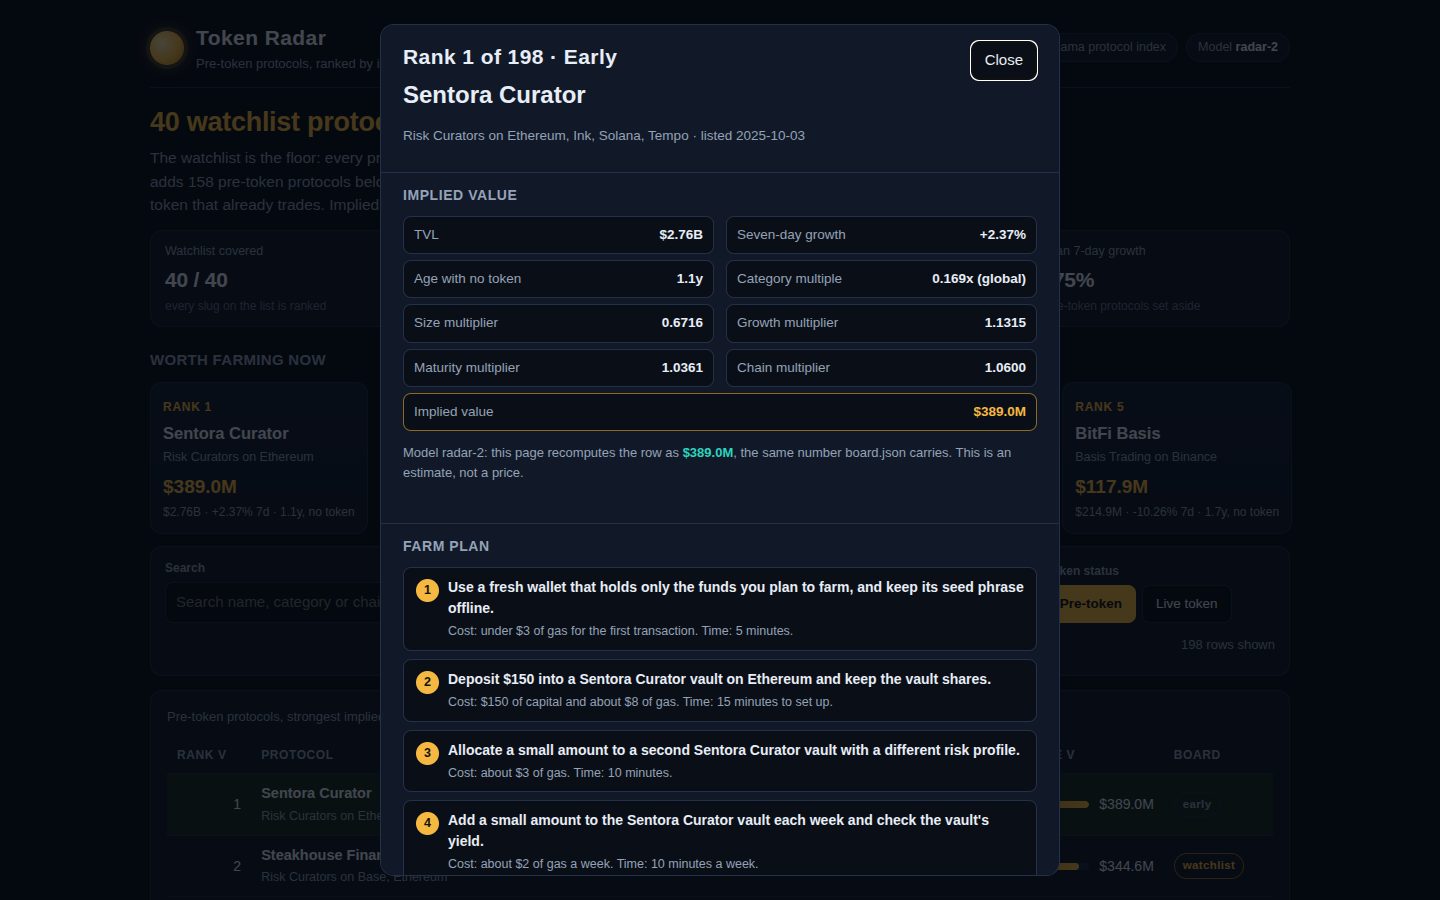 Token Radar
Pre-token protocols, ranked by i
ama protocol index
Model radar-2
40 watchlist protoc
The watchlist is the floor: every pr
adds 158 pre-token protocols belo
token that already trades. Implied
Watchlist covered
40 / 40
every slug on the list is ranked
an 7-day growth
75%
e-token protocols set aside
WORTH FARMING NOW
RANK 1
Sentora Curator
Risk Curators on Ethereum
$389.0M
$2.76B · +2.37% 7d · 1.1y, no token
RANK 5
BitFi Basis
Basis Trading on Binance
$117.9M
$214.9M · -10.26% 7d · 1.7y, no token
Search
Search name, category or chai
ken status
Pre-token
Live token
198 rows shown
Pre-token protocols, strongest implied
RANK V
PROTOCOL
E V
BOARD
1
Sentora Curator
Risk Curators on Ethe
$389.0M
early
2
Steakhouse Finan
Risk Curators on Base, Ethereum
$344.6M
watchlist
Rank 1 of 198 · Early
Close
Sentora Curator
Risk Curators on Ethereum, Ink, Solana, Tempo · listed 2025-10-03
IMPLIED VALUE
TVL $2.76B
Seven-day growth +2.37%
Age with no token 1.1y
Category multiple 0.169x (global)
Size multiplier 0.6716
Growth multiplier 1.1315
Maturity multiplier 1.0361
Chain multiplier 1.0600
Implied value $389.0M
Model radar-2: this page recomputes the row as $389.0M, the same number board.json carries. This is an
estimate, not a price.
FARM PLAN
1 Use a fresh wallet that holds only the funds you plan to farm, and keep its seed phrase
offline.
Cost: under $3 of gas for the first transaction. Time: 5 minutes.
2 Deposit $150 into a Sentora Curator vault on Ethereum and keep the vault shares.
Cost: $150 of capital and about $8 of gas. Time: 15 minutes to set up.
3 Allocate a small amount to a second Sentora Curator vault with a different risk profile.
Cost: about $3 of gas. Time: 10 minutes.
4 Add a small amount to the Sentora Curator vault each week and check the vault's
yield.
Cost: about $2 of gas a week. Time: 10 minutes a week.